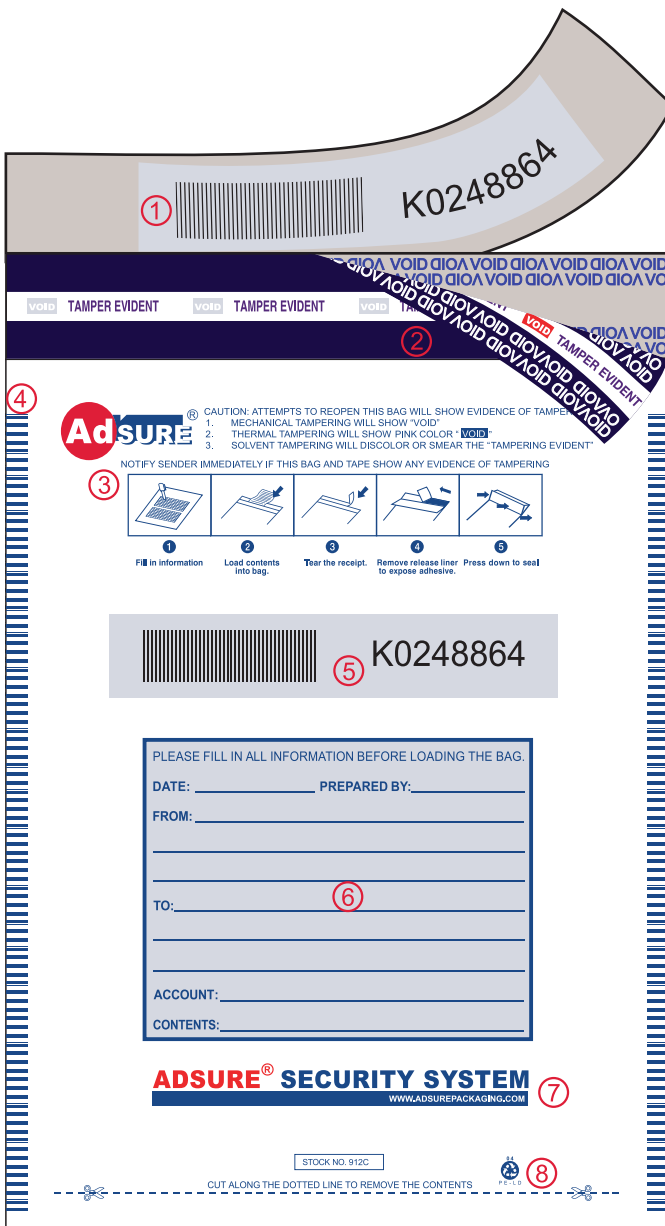 1
K0248864
VOID VOID VOID VOID VOID VOID
VOID VOID VOID VOID VOID VOID
VOID TAMPER EVIDENT VOID TAMPER EVIDENT VOID
VOID TAMPER EVIDENT
2
4
AdSURE®
CAUTION: ATTEMPTS TO REOPEN THIS BAG WILL SHOW EVIDENCE OF
1. MECHANICAL TAMPERING WILL SHOW "VOID"
2. THERMAL TAMPERING WILL SHOW PINK COLOR " VOID "
3. SOLVENT TAMPERING WILL DISCOLOR OR SMEAR THE "TAMPERING EVIDENT"
NOTIFY SENDER IMMEDIATELY IF THIS BAG AND TAPE SHOW ANY EVIDENCE OF TAMPERING
3
1 2 3 4 5
Fill in information Load contents Tear the receipt. Remove release liner Press down to seal
into bag. to expose adhesive.
5
K0248864
PLEASE FILL IN ALL INFORMATION BEFORE LOADING THE BAG.
DATE: PREPARED BY:
FROM:
6
TO:
ACCOUNT:
CONTENTS:
ADSURE® SECURITY SYSTEM
WWW.ADSUREPACKAGING.COM
7
STOCK NO. 912C
04
PE-LD
8
CUT ALONG THE DOTTED LINE TO REMOVE THE CONTENTS